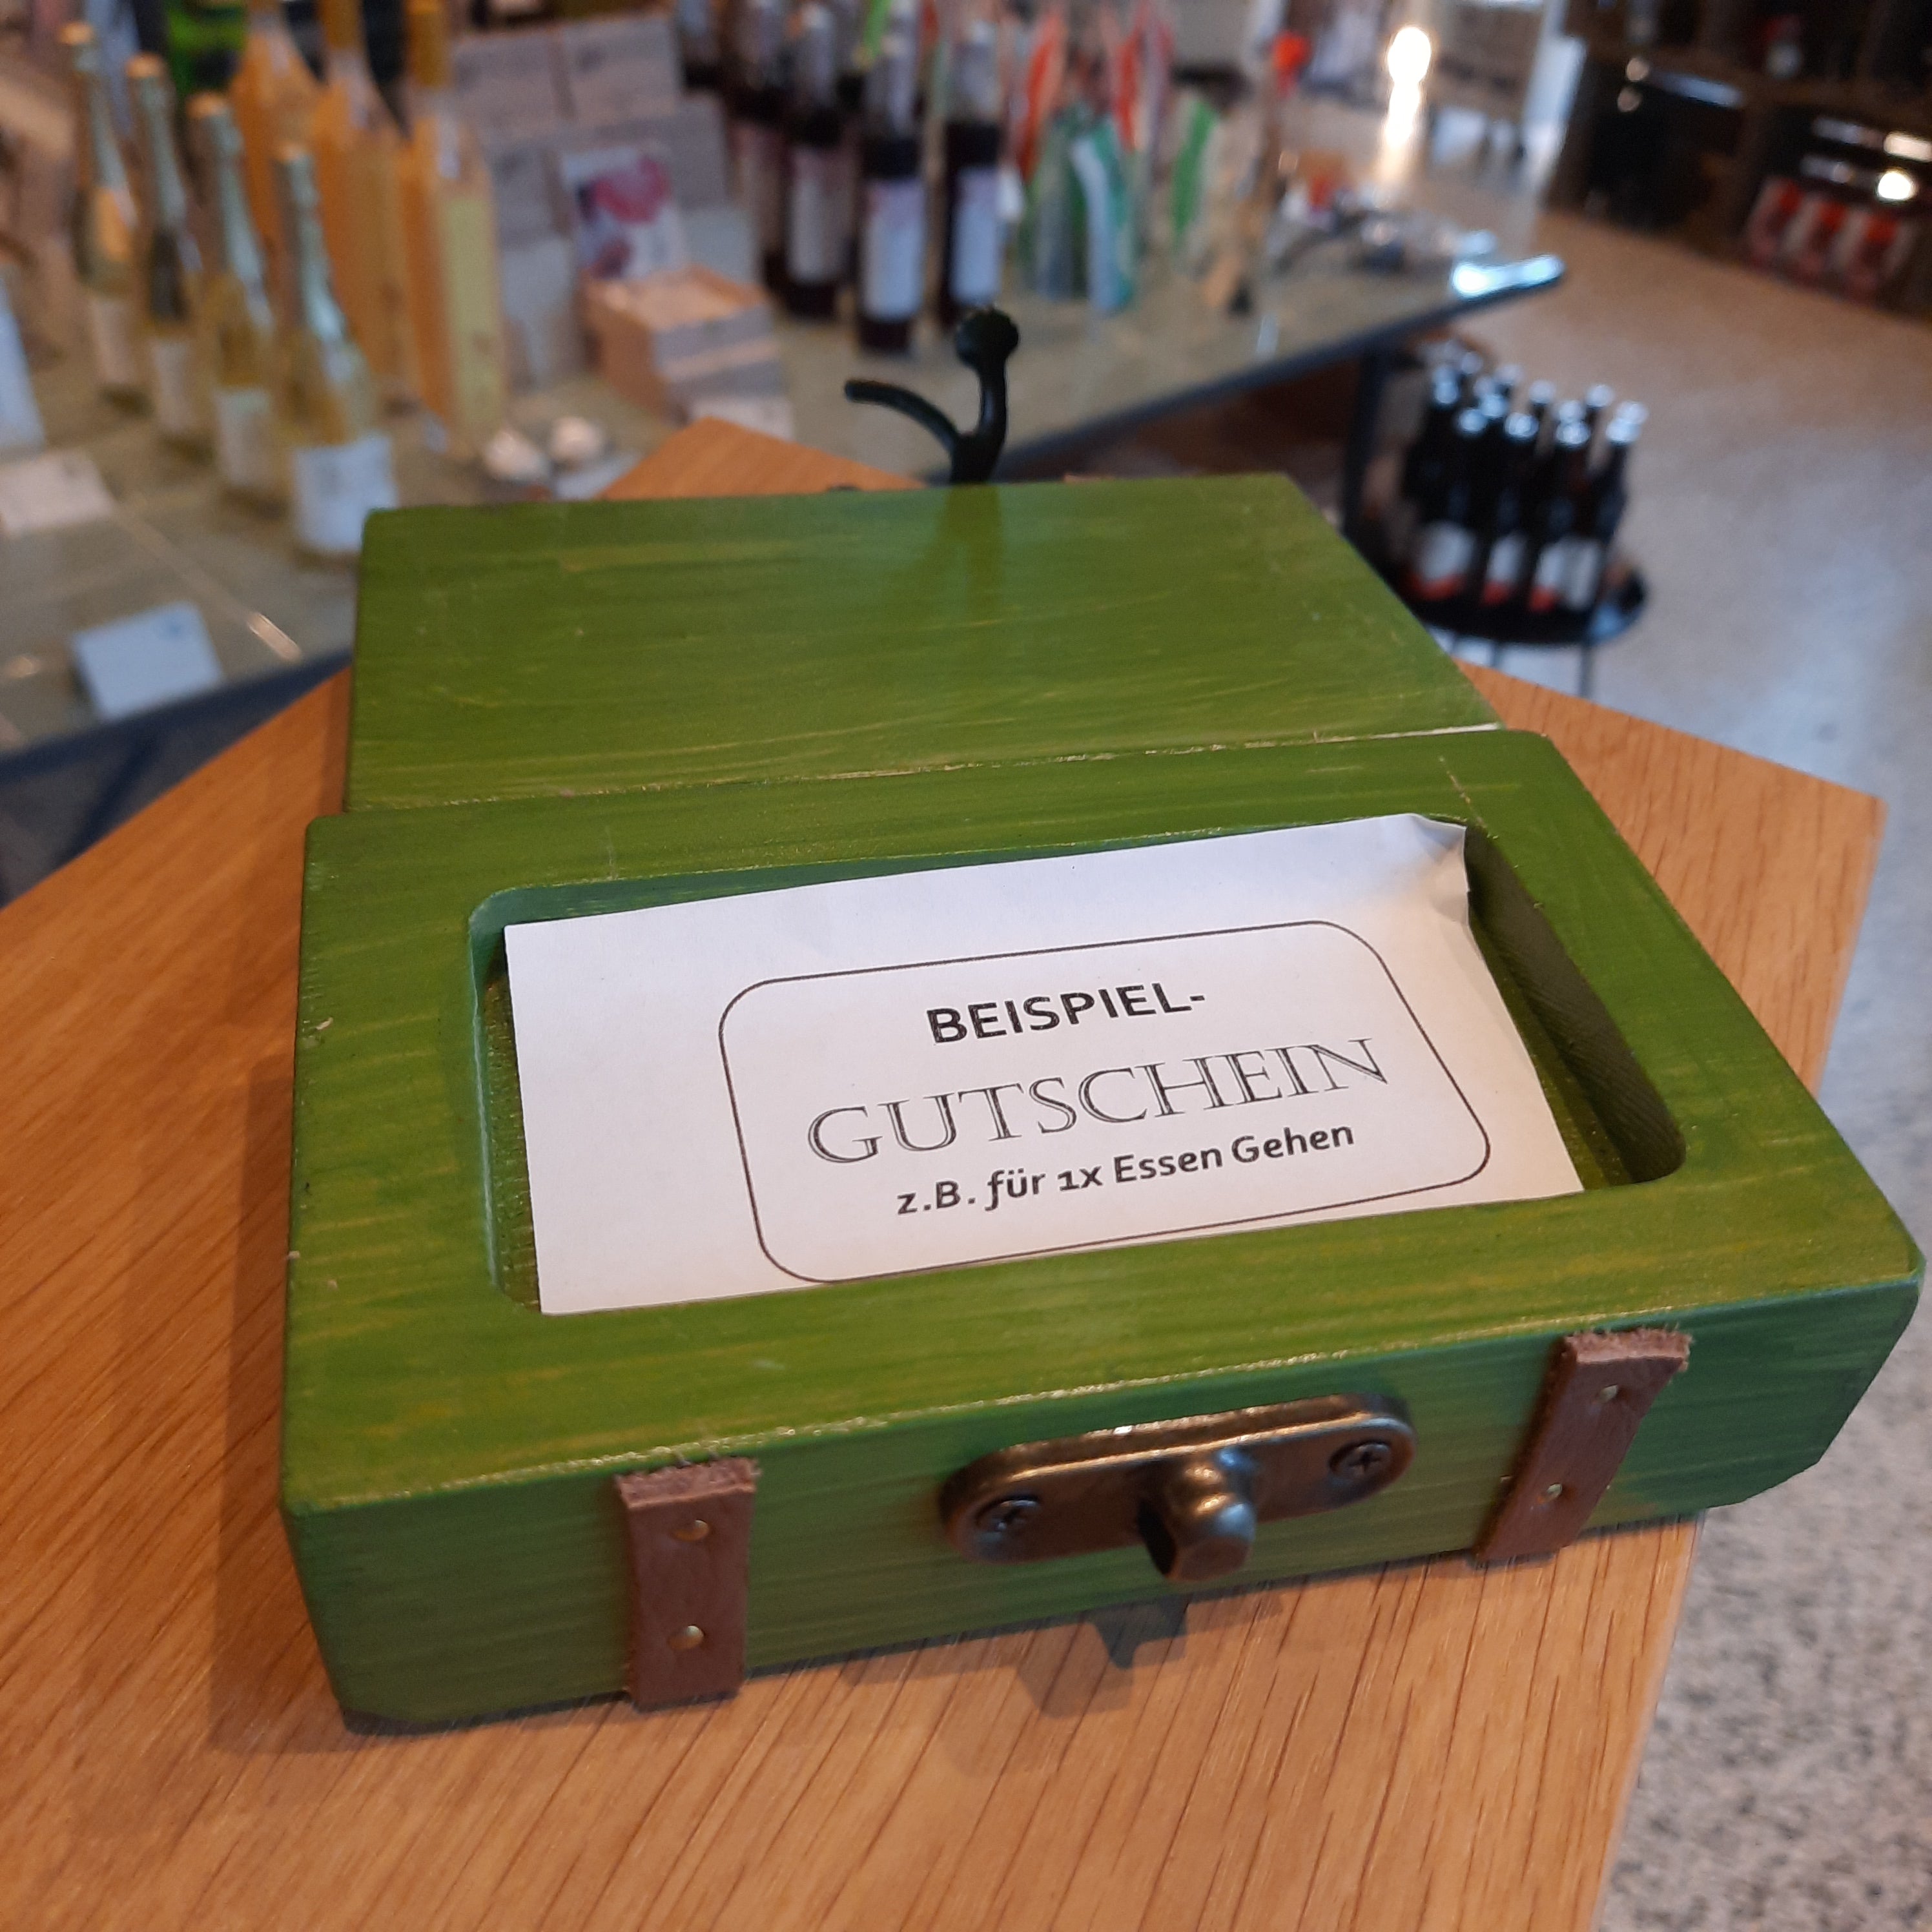 BEISPIEL-
GUTSCHEIN
z.B. für 1x Essen Gehen